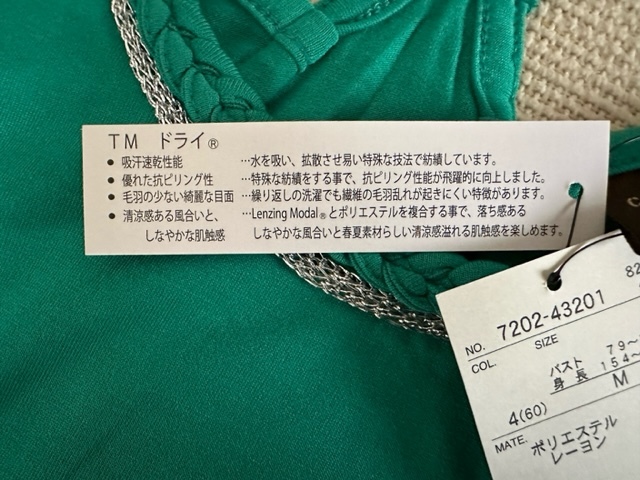 TM ドライ®
● 吸汗速乾性能 …水を吸い、拡散させ易い特殊な技法で紡績しています。
● 優れた抗ピリング性 …特殊な紡績をする事で、抗ピリング性能が飛躍的に向上しました。
● 毛羽の少ない綺麗な目面 …繰り返しの洗濯でも繊維の毛羽乱れが起きにくい特徴があります。
● 清涼感ある風合いと、 …Lenzing Modal®とポリエステルを複合する事で、落ち感ある
しなやかな肌触感 しなやかな風合いと春夏素材らしい清涼感溢れる肌触感を楽しめます。
82
NO. 7202-43201
COL. SIZE
バスト 79〜
身長 154〜
4(60) M
MATE. ポリエステル
レーヨン